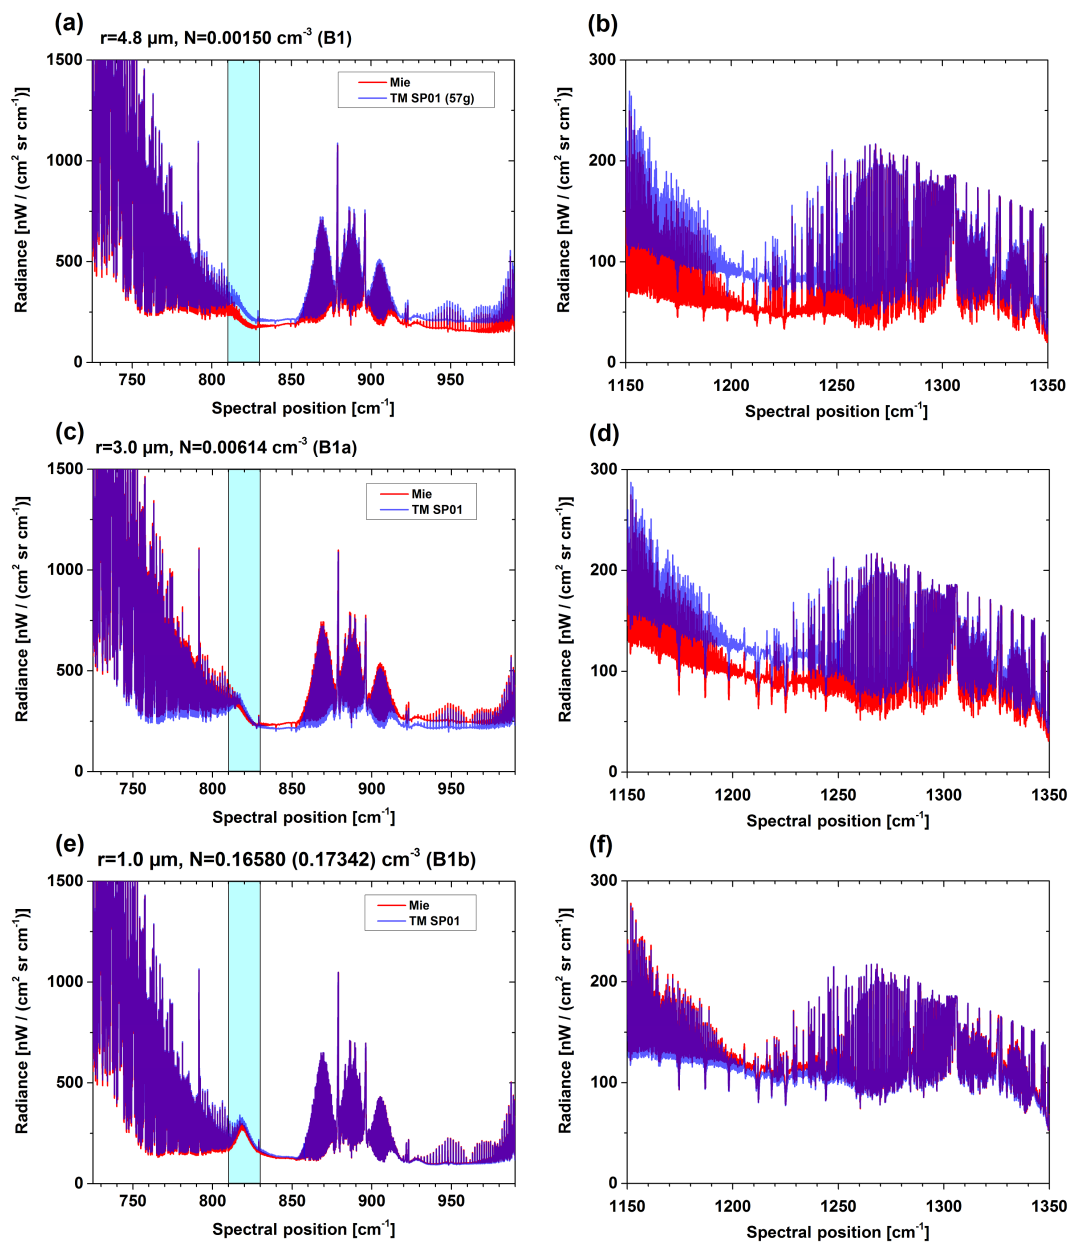 (a)
r=4.8 µm, N=0.00150 cm⁻³ (B1)
1500
1000
500
0
Radiance [nW / (cm² sr cm⁻¹)]
Mie
TM SP01 (57g)
750 800 850 900 950
Spectral position [cm⁻¹]
(b)
300
200
100
0
Radiance [nW / (cm² sr cm⁻¹)]
1150 1200 1250 1300 1350
Spectral position [cm⁻¹]
(c)
r=3.0 µm, N=0.00614 cm⁻³ (B1a)
1500
1000
500
0
Radiance [nW / (cm² sr cm⁻¹)]
Mie
TM SP01
750 800 850 900 950
Spectral position [cm⁻¹]
(d)
300
200
100
0
Radiance [nW / (cm² sr cm⁻¹)]
1150 1200 1250 1300 1350
Spectral position [cm⁻¹]
(e)
r=1.0 µm, N=0.16580 (0.17342) cm⁻³ (B1b)
1500
1000
500
0
Radiance [nW / (cm² sr cm⁻¹)]
Mie
TM SP01
750 800 850 900 950
Spectral position [cm⁻¹]
(f)
300
200
100
0
Radiance [nW / (cm² sr cm⁻¹)]
1150 1200 1250 1300 1350
Spectral position [cm⁻¹]